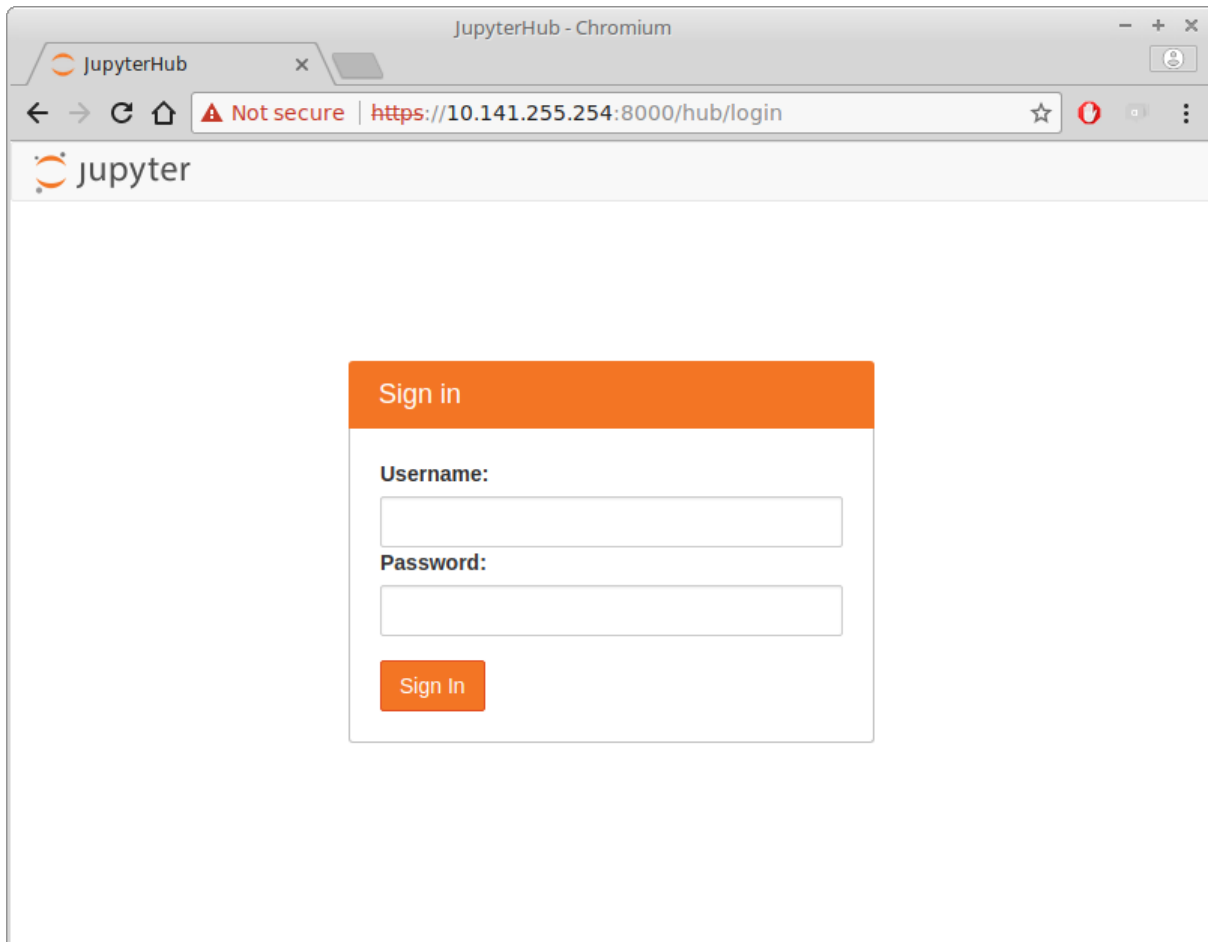 JupyterHub - Chromium
JupyterHub
Not secure https://10.141.255.254:8000/hub/login
jupyter
Sign in
Username:
Password:
Sign In